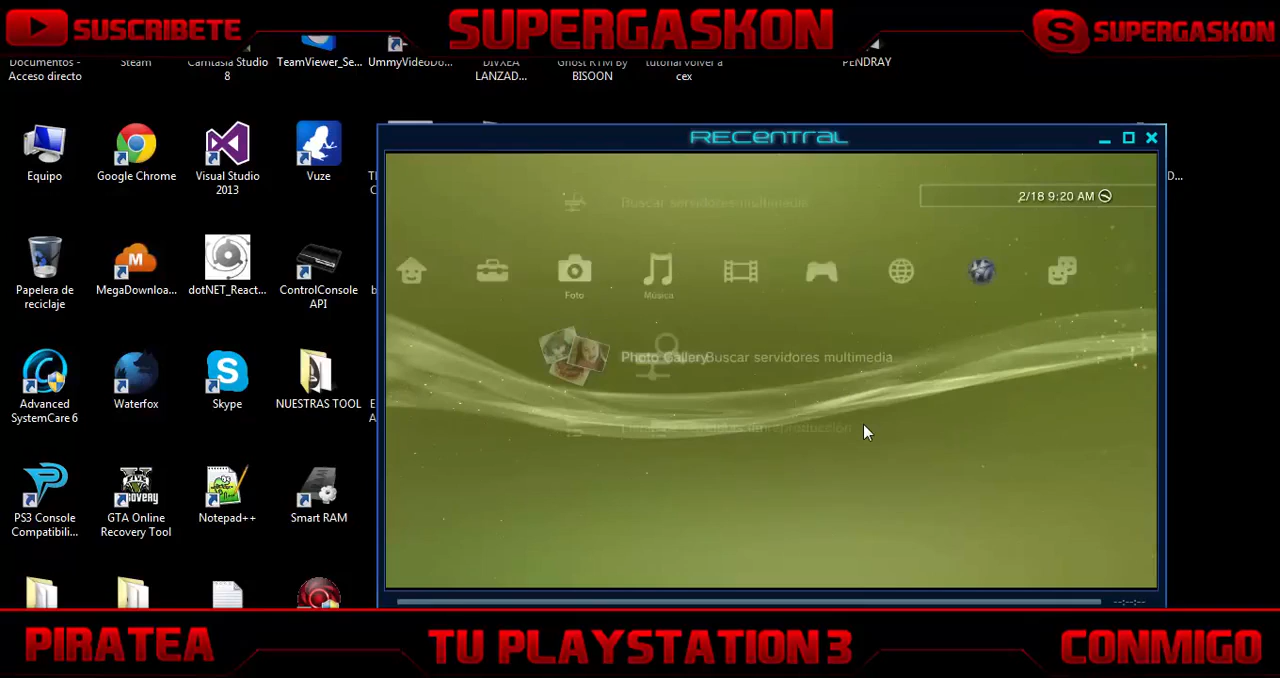 SUSCRIBETE
SUPERGASKON
SUPERGASKON
Documentos -
Acceso directo
Steam
Camtasia Studio
8
TeamViewer_Se...
UmmyVideoDo...
DIVXEA
LANZAD...
Ghost RTM By
BISOON
tutorial volver a
cex
PENDRAY
RECENTRAL
Equipo
Google Chrome
Visual Studio
2013
Vuze
D...
Buscar servidores multimedia
2/18 9:20 AM
Papelera de
reciclaje
MegaDownloa...
dotNET_React...
ControlConsole
API
Foto
Música
Photo Gallery
Buscar servidores multimedia
Advanced
SystemCare 6
Waterfox
Skype
NUESTRAS TOOL
PS3 Console
Compatibili...
GTA Online
Recovery Tool
Notepad++
Smart RAM
--:--:--
PIRATEA
TU PLAYSTATION 3
CONMIGO